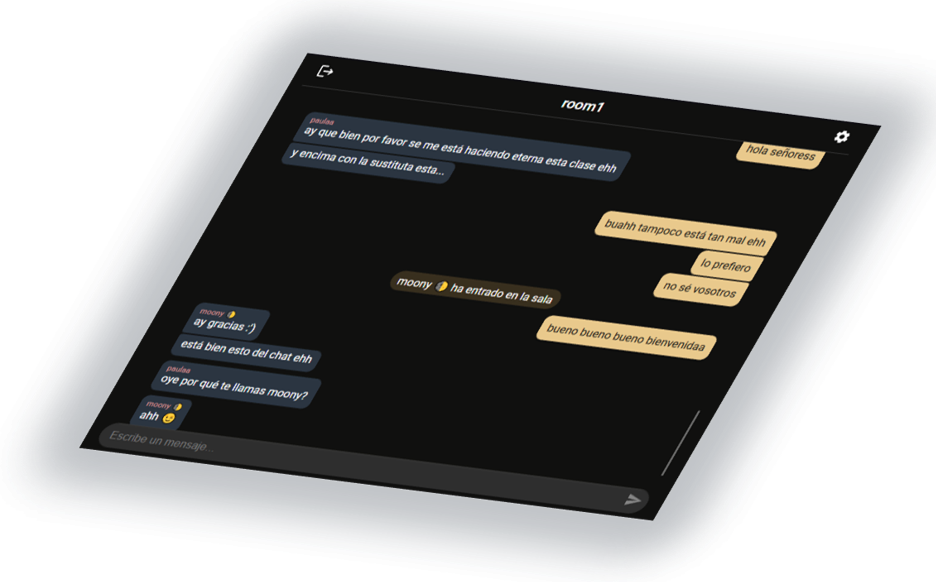 room1
hola señoress
paulaa
ay que bien por favor se me está haciendo eterna esta clase ehh
y encima con la sustituta esta...
buahh tampoco está tan mal ehh
lo prefiero
no sé vosotros
moony 🌓 ha entrado en la sala
bueno bueno bueno bienvenidaa
moony 🌓
ay gracias :')
está bien esto del chat ehh
paulaa
oye por qué te llamas moony?
moony 🌓
ahh 😉
Escribe un mensaje...